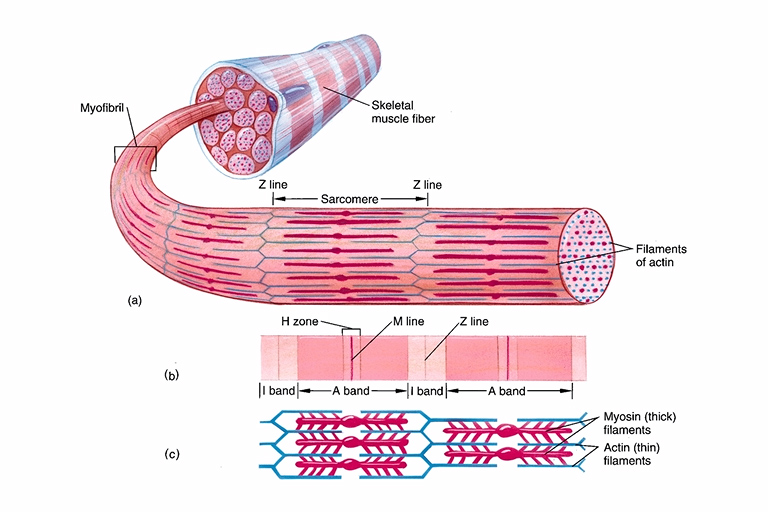 Myofibril
Skeletal
muscle fiber
Z line
Z line
Sarcomere
Filaments
of actin
(a)
H zone
M line
Z line
(b)
I band
A band
I band
A band
Myosin (thick)
filaments
(c)
Actin (thin)
filaments